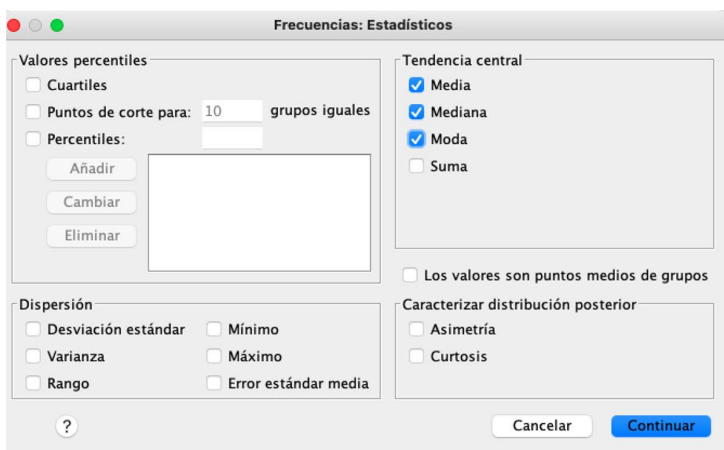 Frecuencias: Estadísticos
Valores percentiles
Cuartiles
Puntos de corte para: 10 grupos iguales
Percentiles:
Añadir
Cambiar
Eliminar
Tendencia central
Media
Mediana
Moda
Suma
Los valores son puntos medios de grupos
Dispersión
Desviación estándar Mínimo
Varianza Máximo
Rango Error estándar media
Caracterizar distribución posterior
Asimetría
Curtosis
?
Cancelar Continuar